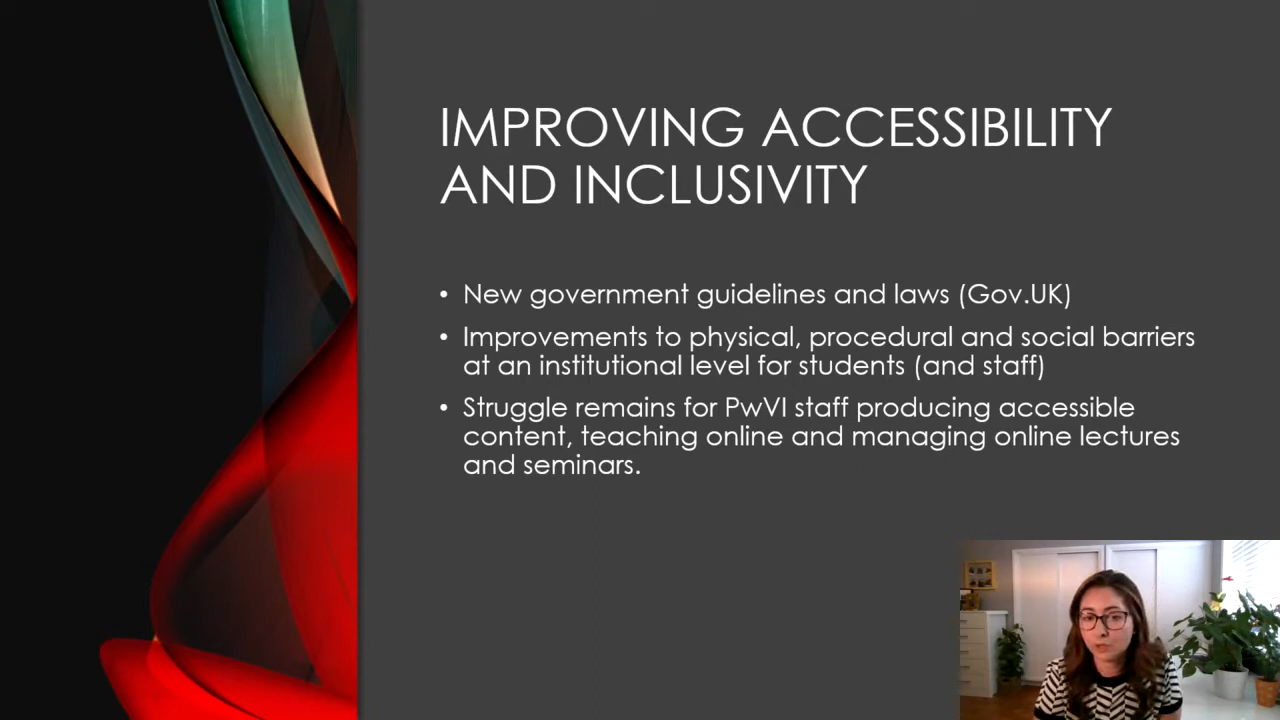 IMPROVING ACCESSIBILITY
AND INCLUSIVITY
• New government guidelines and laws (Gov.UK)
• Improvements to physical, procedural and social barriers
at an institutional level for students (and staff)
• Struggle remains for PwVI staff producing accessible
content, teaching online and managing online lectures
and seminars.